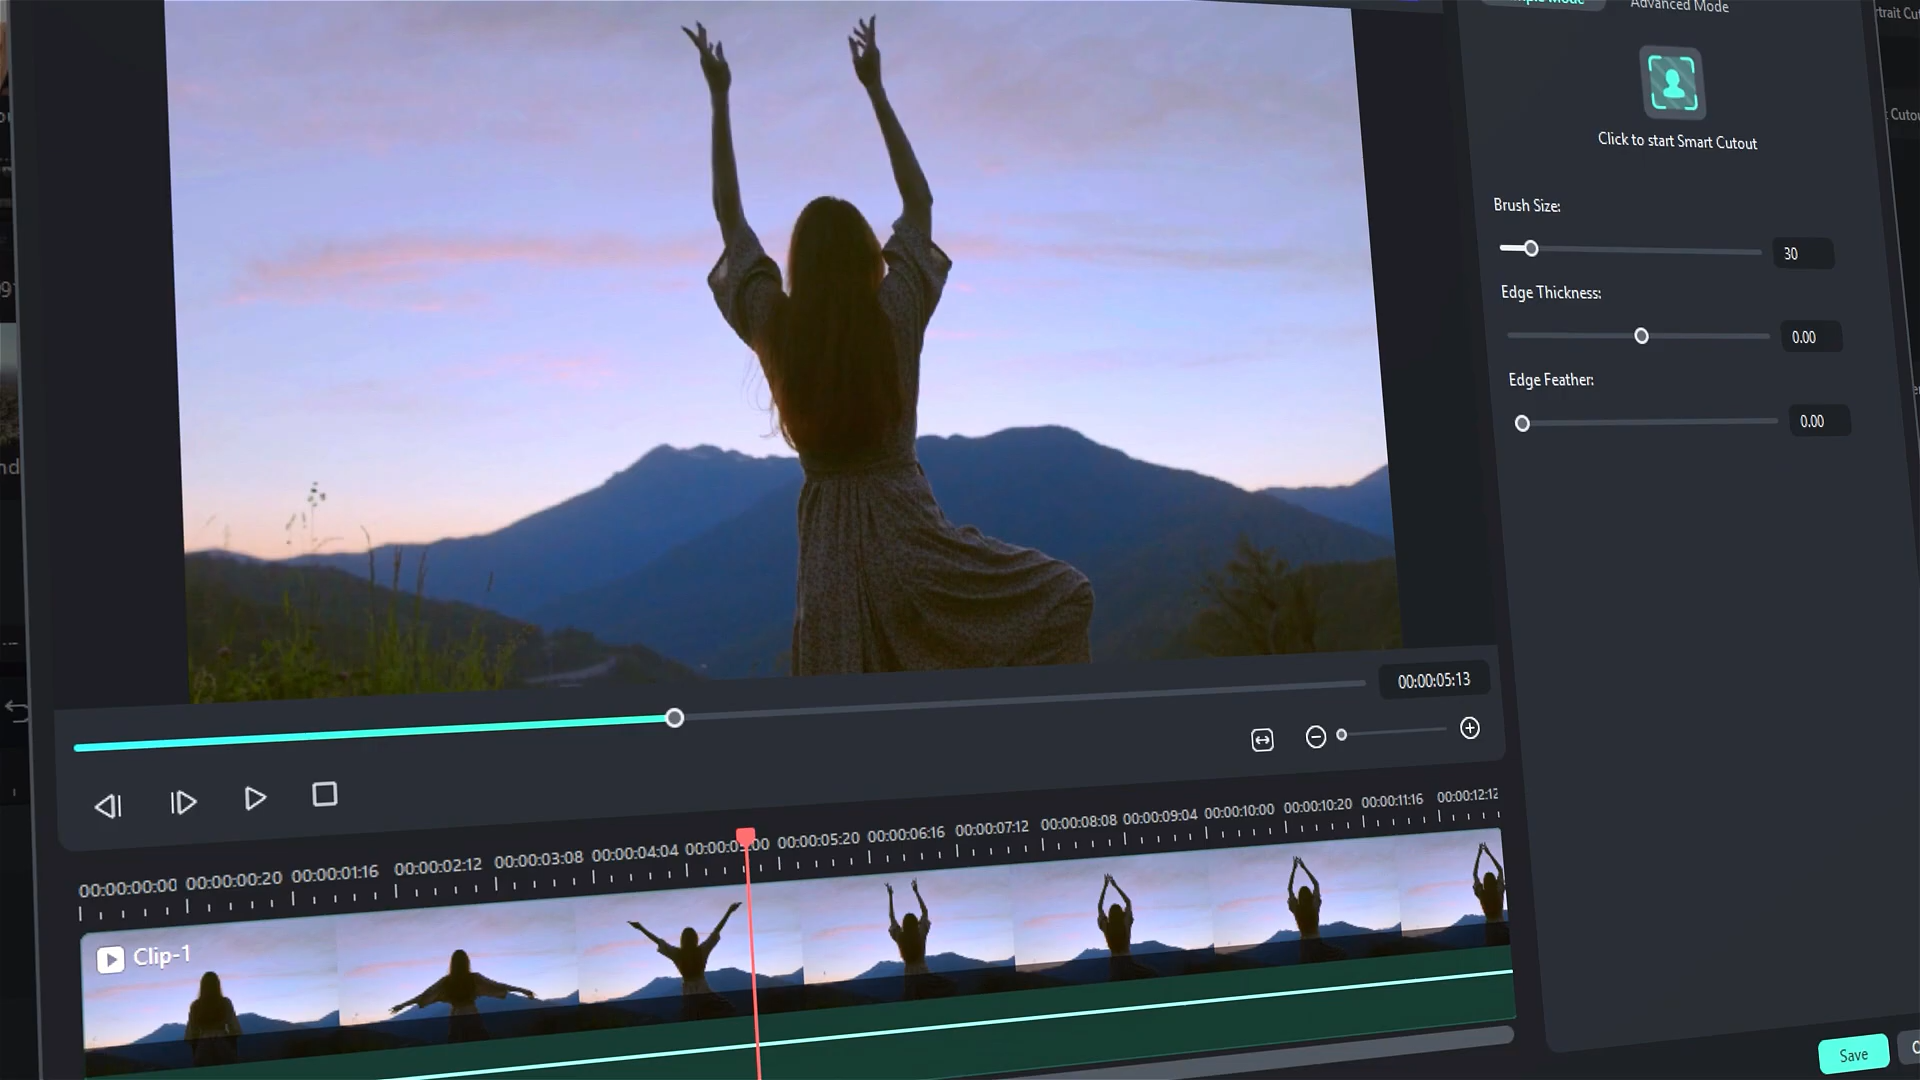 Advanced Mode
Click to start Smart Cutout
Brush Size:
30
Edge Thickness:
0.00
Edge Feather:
0.00
00:00:05:13
00:00:00:00 00:00:00:20 00:00:01:16 00:00:02:12 00:00:03:08 00:00:04:04 00:00:05:00 00:00:05:20 00:00:06:16 00:00:07:12 00:00:08:08 00:00:09:04 00:00:10:00 00:00:10:20 00:00:11:16 00:00:12:12
Clip-1
Save